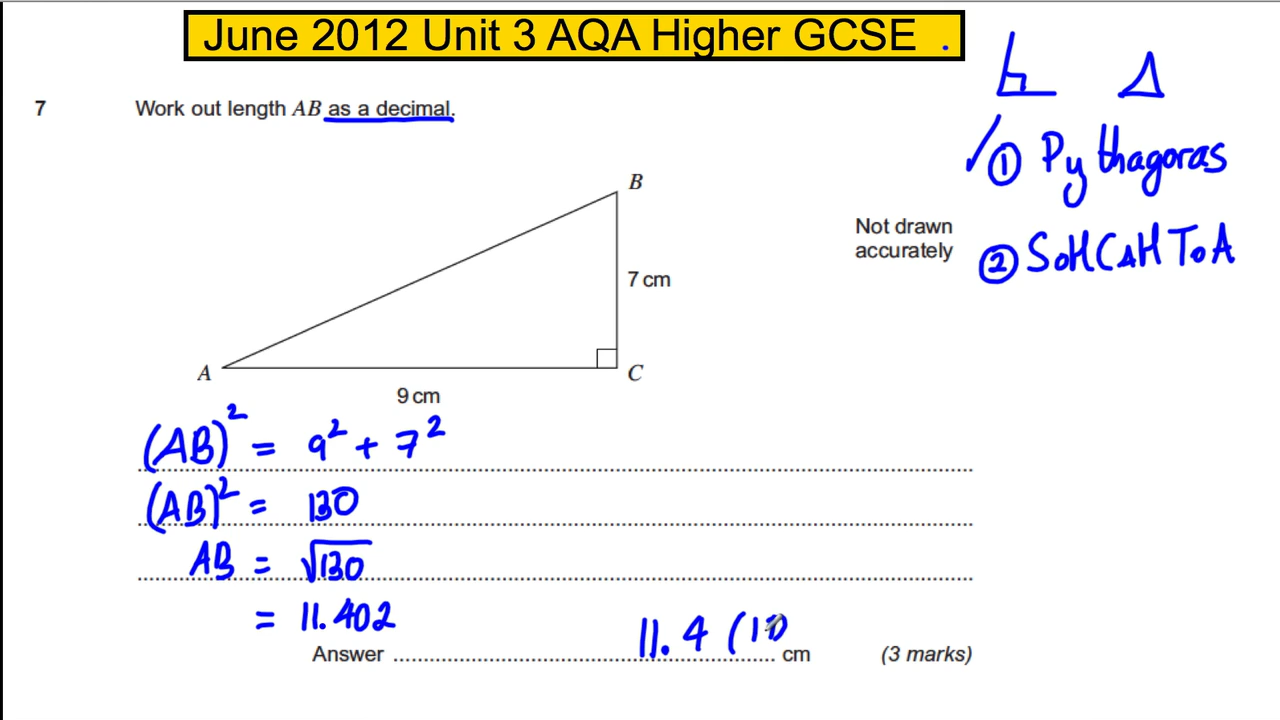 June 2012 Unit 3 AQA Higher GCSE .
7 Work out length AB as a decimal.
① Pythagoras
② SOHCAHTOA
B
Not drawn
accurately
7 cm
A
C
9 cm
(AB)² = 9² + 7²
(AB)² = 130
AB = √130
= 11.402
11.4 (1D
Answer .......... cm (3 marks)